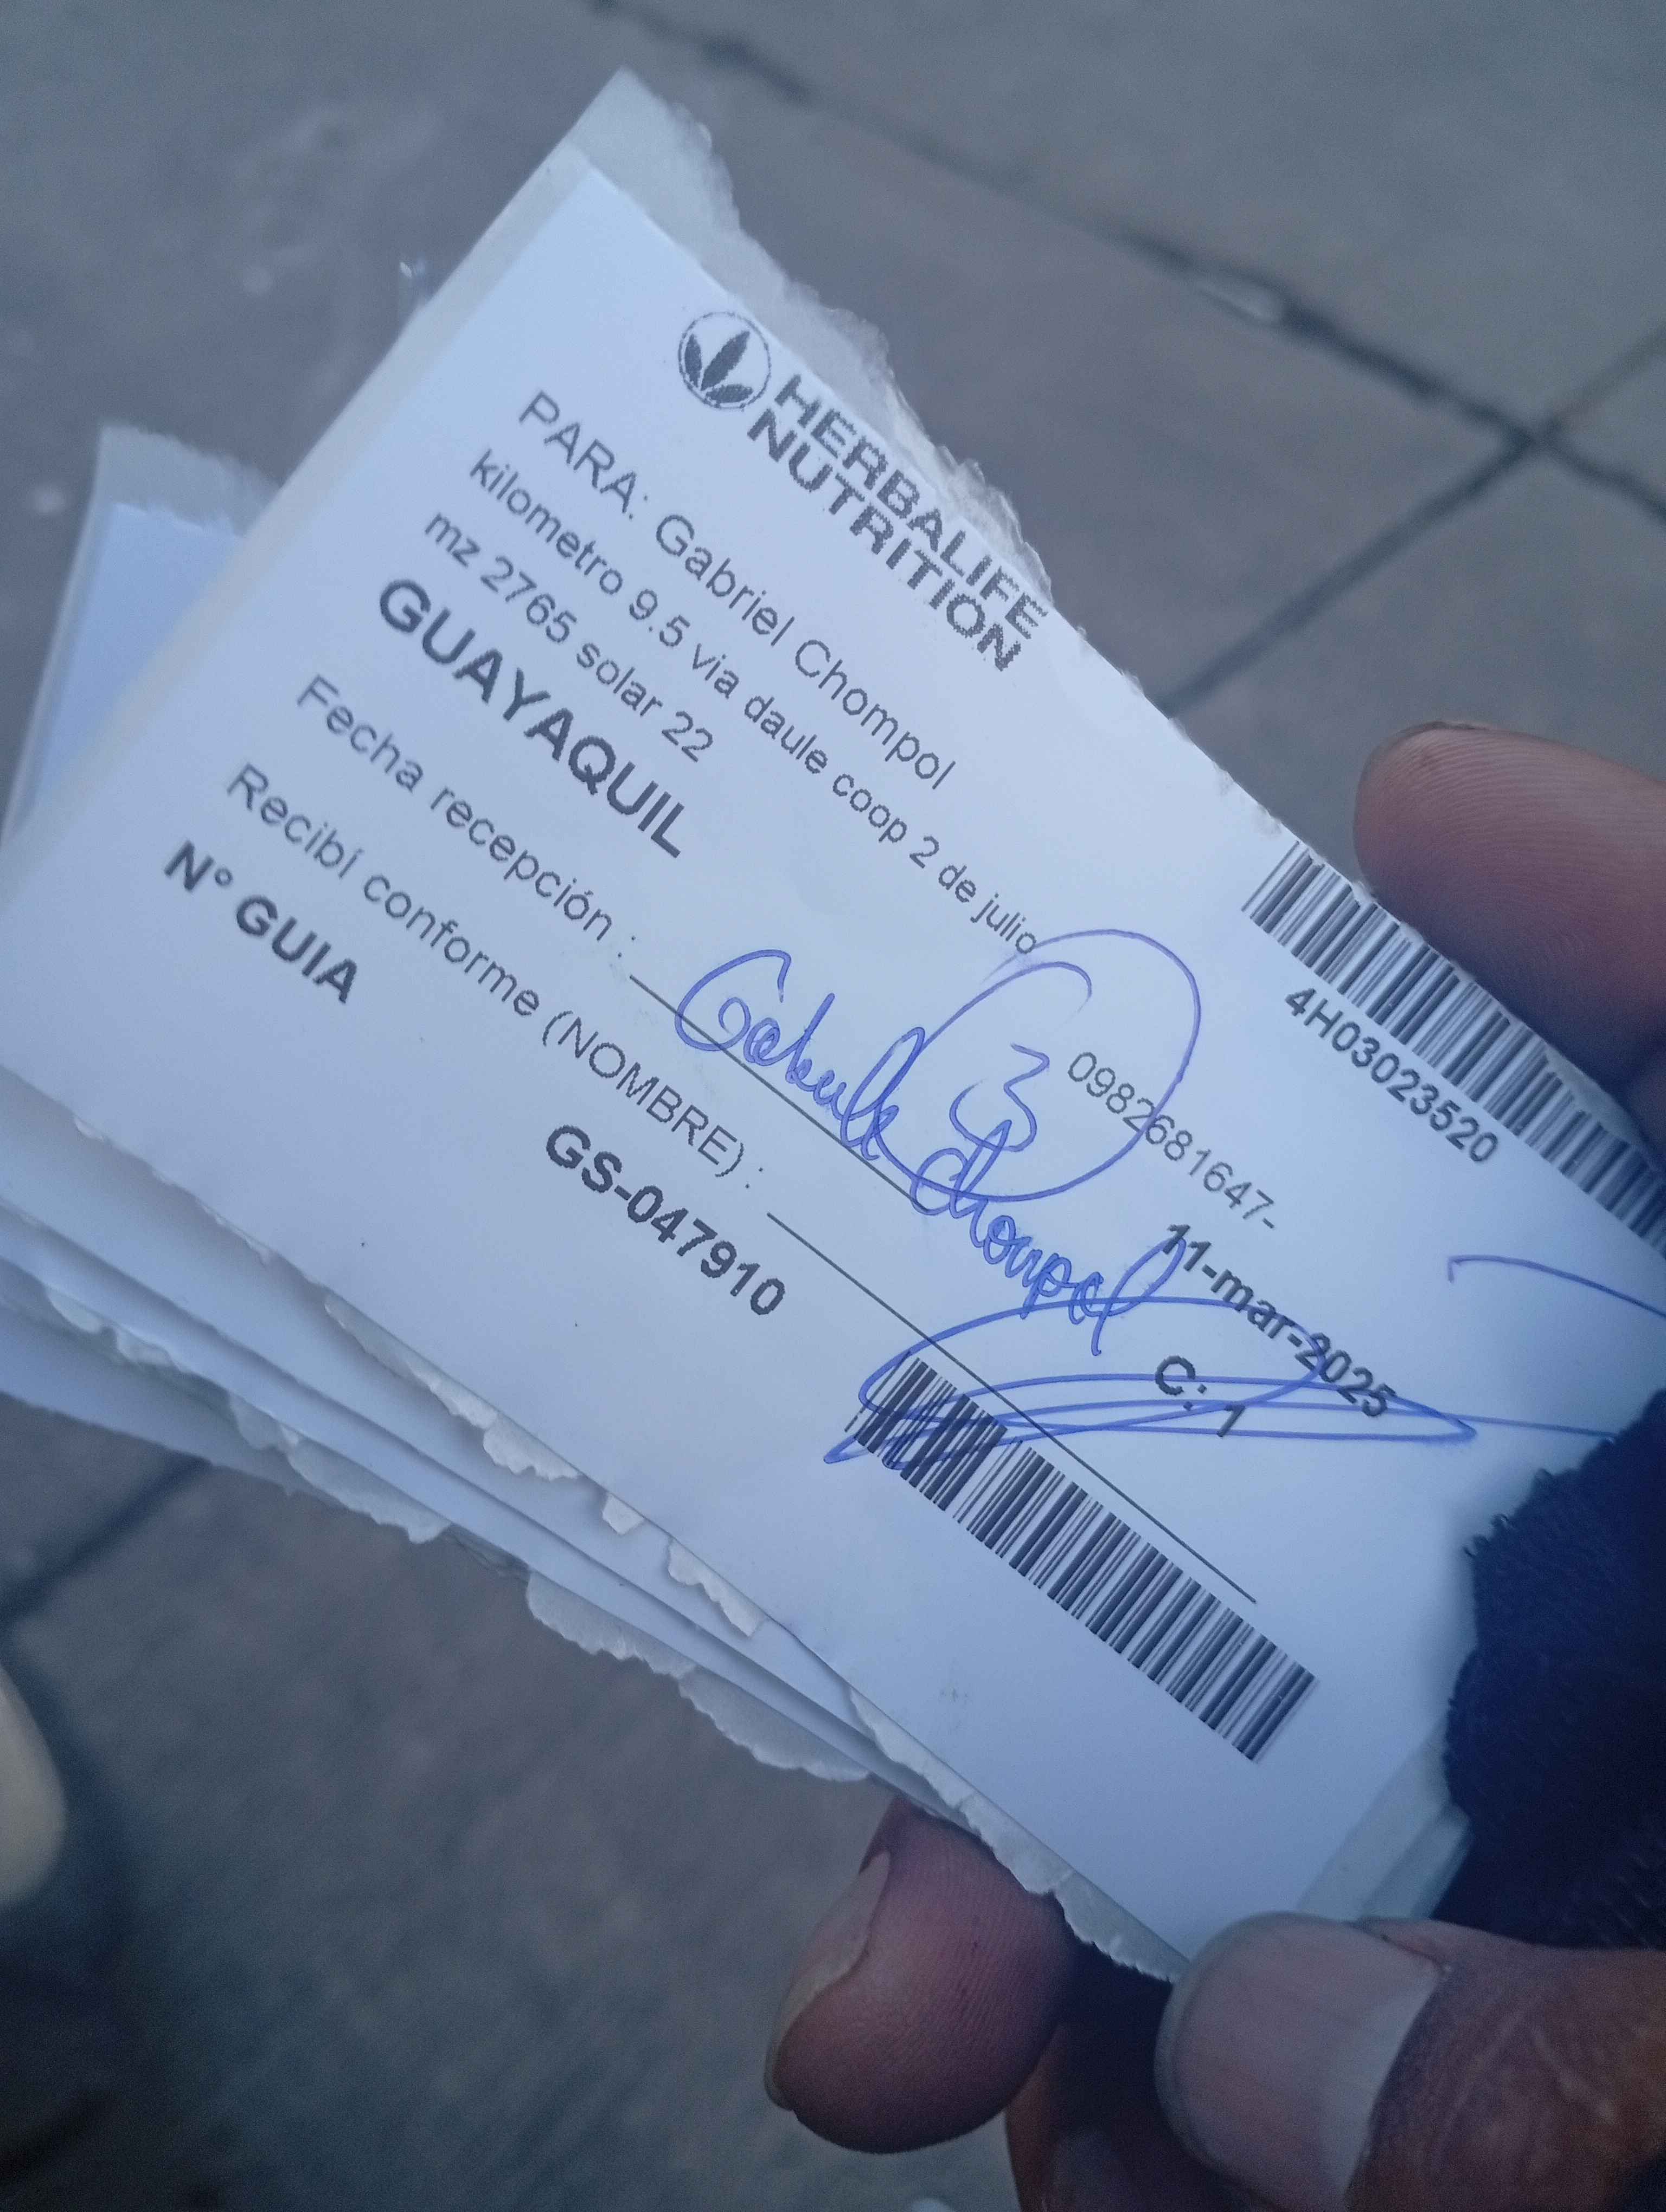 HERBALIFE
NUTRITION
4H03023520
PARA: Gabriel Chompol
kilometro 9.5 via daule coop 2 de julio
mz 2765 solar 22
0982681647-
GUAYAQUIL
11-mar-2025
Fecha recepción :
C: 1
3
Chompol
Recibí conforme (NOMBRE) :
N° GUIA
GS-047910